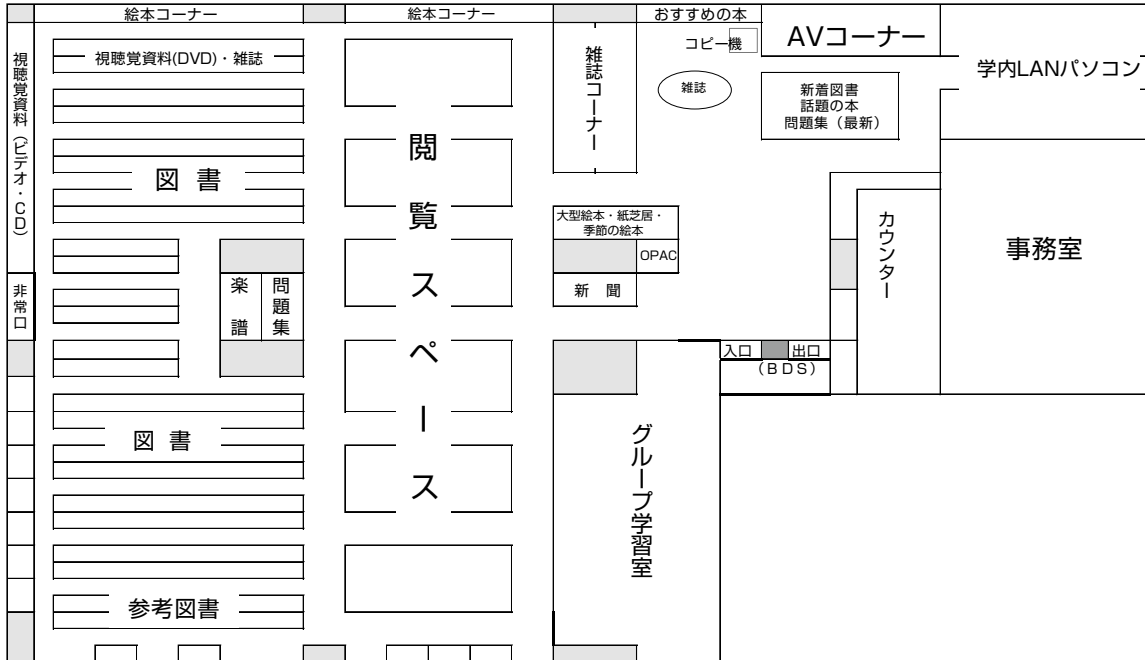 絵本コーナー
絵本コーナー
おすすめの本
視聴覚資料(ビデオ・CD)
視聴覚資料(DVD)・雑誌
雑誌コーナー
コピー機
AVコーナー
学内LANパソコン
雑誌
新着図書
話題の本
問題集（最新）
図書
閲覧スペース
大型絵本・紙芝居・
季節の絵本
OPAC
新聞
カウンター
事務室
非常口
楽譜
問題集
入口
出口
(BDS)
図書
グループ学習室
参考図書